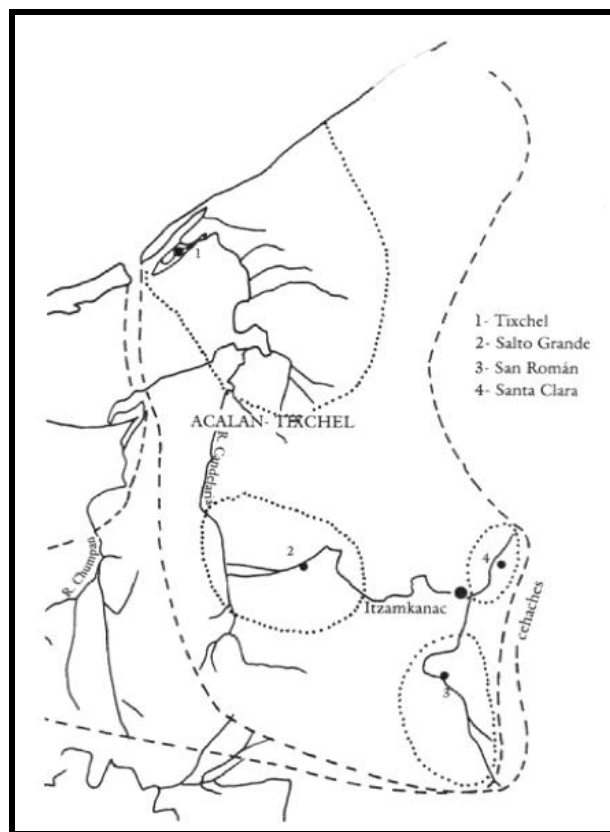 1
1- Tixchel
2- Salto Grande
3- San Román
4- Santa Clara
ACALAN-TIXCHEL
R. Candelaria
R. Chumpan
2
4
Itzamkanac
cehaches
3